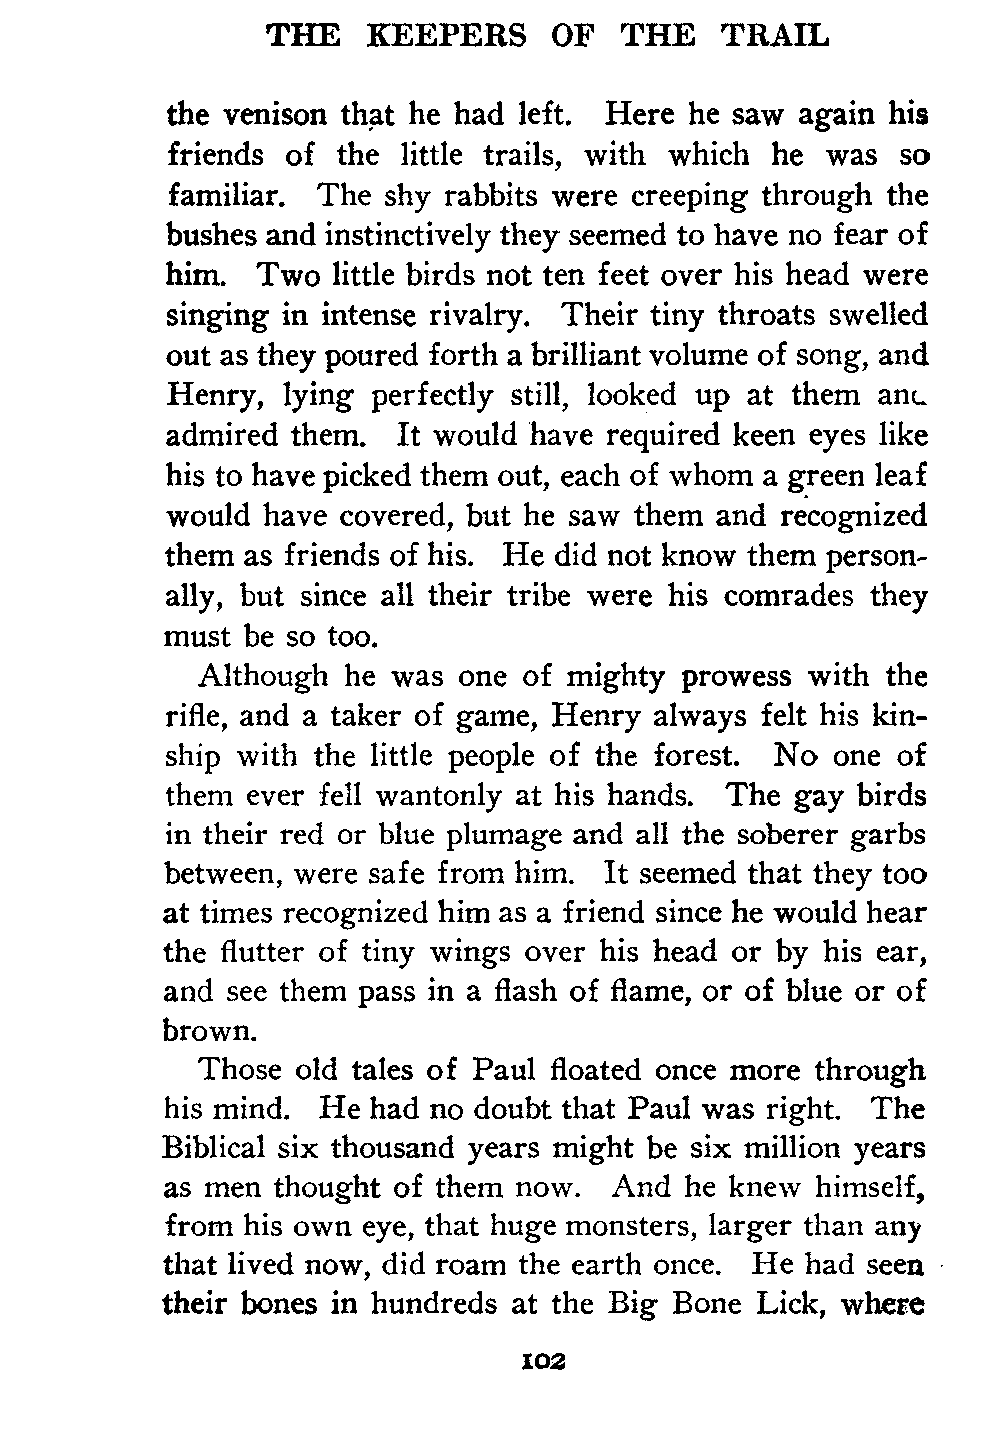 THE KEEPERS OF THE TRAIL
the venison that he had left. Here he saw again his
friends of the little trails, with which he was so
familiar. The shy rabbits were creeping through the
bushes and instinctively they seemed to have no fear of
him. Two little birds not ten feet over his head were
singing in intense rivalry. Their tiny throats swelled
out as they poured forth a brilliant volume of song, and
Henry, lying perfectly still, looked up at them and
admired them. It would have required keen eyes like
his to have picked them out, each of whom a green leaf
would have covered, but he saw them and recognized
them as friends of his. He did not know them person-
ally, but since all their tribe were his comrades they
must be so too.
Although he was one of mighty prowess with the
rifle, and a taker of game, Henry always felt his kin-
ship with the little people of the forest. No one of
them ever fell wantonly at his hands. The gay birds
in their red or blue plumage and all the soberer garbs
between, were safe from him. It seemed that they too
at times recognized him as a friend since he would hear
the flutter of tiny wings over his head or by his ear,
and see them pass in a flash of flame, or of blue or of
brown.
Those old tales of Paul floated once more through
his mind. He had no doubt that Paul was right. The
Biblical six thousand years might be six million years
as men thought of them now. And he knew himself,
from his own eye, that huge monsters, larger than any
that lived now, did roam the earth once. He had seen
their bones in hundreds at the Big Bone Lick, where
102